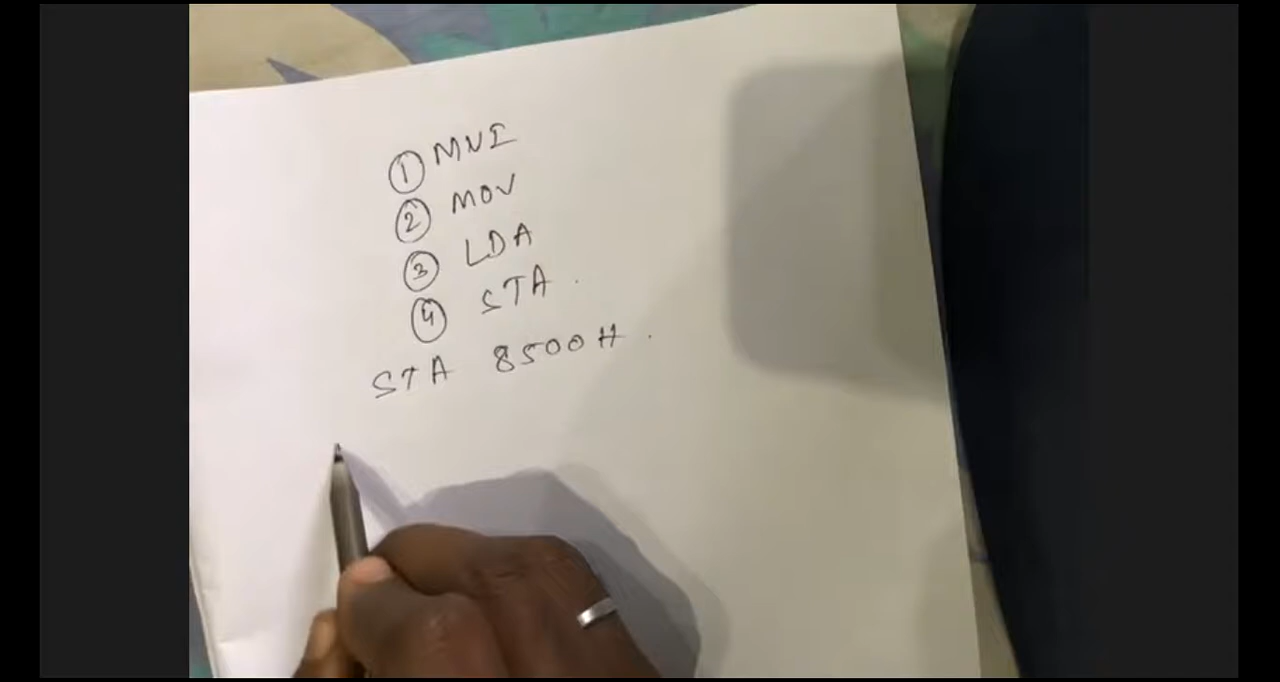 ① MVI
② MOV
③ LDA
④ STA.
STA 8500H.